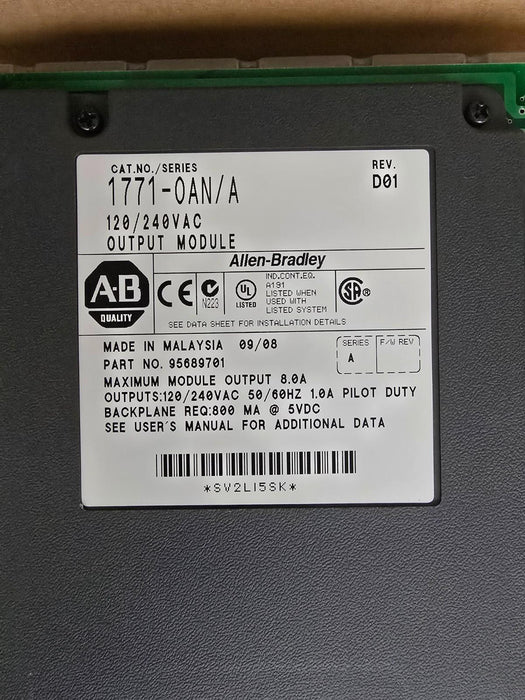 CAT.NO./SERIES
1771-OAN/A
REV.
D01
120/240VAC
OUTPUT MODULE
Allen-Bradley
A-B
QUALITY
CE
N223
UL
LISTED
IND.CONT.EQ.
A191
LISTED WHEN
USED WITH
LISTED SYSTEM
SA
®
SEE DATA SHEET FOR INSTALLATION DETAILS
MADE IN MALAYSIA 09/08
SERIES
A
F/W REV
PART NO. 95689701
MAXIMUM MODULE OUTPUT 8.0A
OUTPUTS:120/240VAC 50/60HZ 1.0A PILOT DUTY
BACKPLANE REQ:800 MA @ 5VDC
SEE USER'S MANUAL FOR ADDITIONAL DATA
*SV2LI5SK*